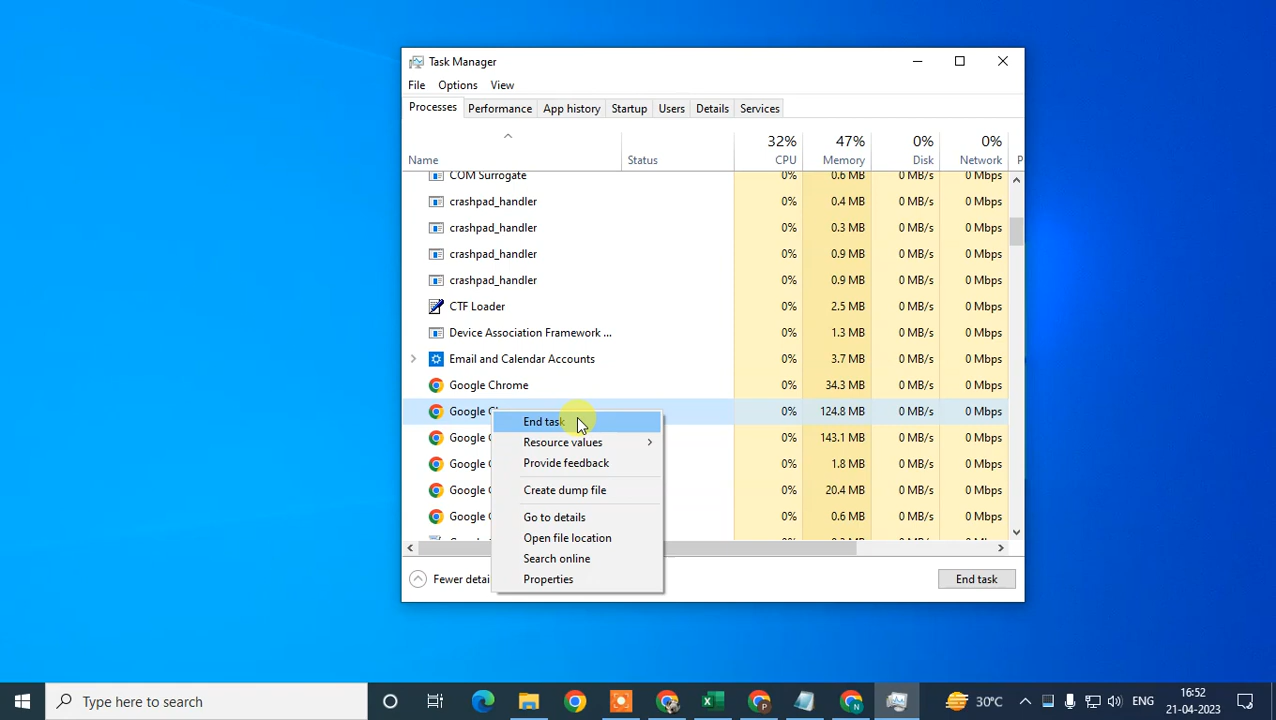 Task Manager
File Options View
Processes Performance App history Startup Users Details Services
32% 47% 0% 0%
Name Status CPU Memory Disk Network P
COM Surrogate 0% 0.6 MB 0 MB/s 0 Mbps
crashpad_handler 0% 0.4 MB 0 MB/s 0 Mbps
crashpad_handler 0% 0.3 MB 0 MB/s 0 Mbps
crashpad_handler 0% 0.9 MB 0 MB/s 0 Mbps
crashpad_handler 0% 0.9 MB 0 MB/s 0 Mbps
CTF Loader 0% 2.5 MB 0 MB/s 0 Mbps
Device Association Framework ... 0% 1.3 MB 0 MB/s 0 Mbps
Email and Calendar Accounts 0% 3.7 MB 0 MB/s 0 Mbps
Google Chrome 0% 34.3 MB 0 MB/s 0 Mbps
Google 0% 124.8 MB 0 MB/s 0 Mbps
End task
Google 0% 143.1 MB 0 MB/s 0 Mbps
Resource values
Google 0% 1.8 MB 0 MB/s 0 Mbps
Provide feedback
Google 0% 20.4 MB 0 MB/s 0 Mbps
Create dump file
Google 0% 0.6 MB 0 MB/s 0 Mbps
Go to details
Open file location
Search online
Properties
Fewer End task
Type here to search
30°C ENG 16:52
21-04-2023